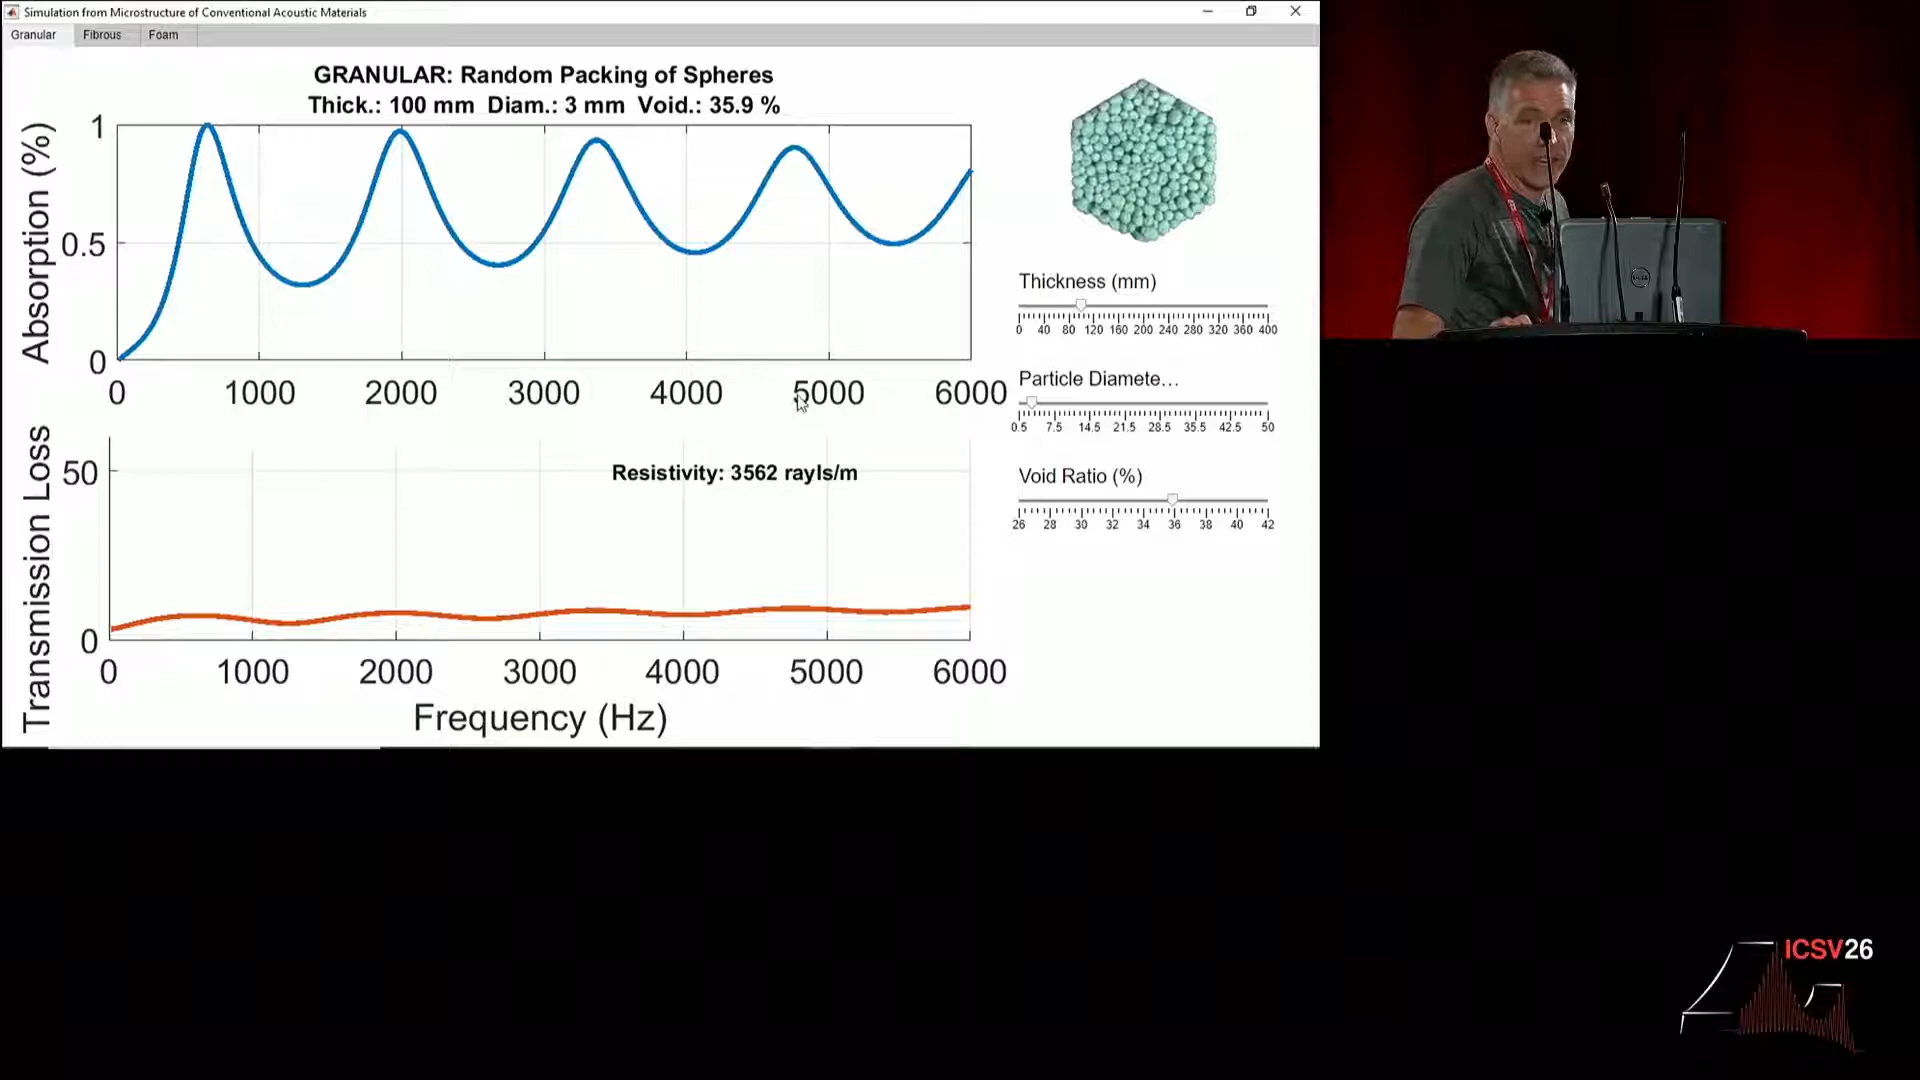 Simulation from Microstructure of Conventional Acoustic Materials
Granular Fibrous Foam
GRANULAR: Random Packing of Spheres
Thick.: 100 mm Diam.: 3 mm Void.: 35.9 %
Absorption (%)
1
0.5
0
0 1000 2000 3000 4000 5000 6000
Transmission Loss
50
0
Resistivity: 3562 rayls/m
0 1000 2000 3000 4000 5000 6000
Frequency (Hz)
Thickness (mm)
0 40 80 120 160 200 240 280 320 360 400
Particle Diamete…
0.5 7.5 14.5 21.5 28.5 35.5 42.5 50
Void Ratio (%)
26 28 30 32 34 36 38 40 42
DELL
ICSV26